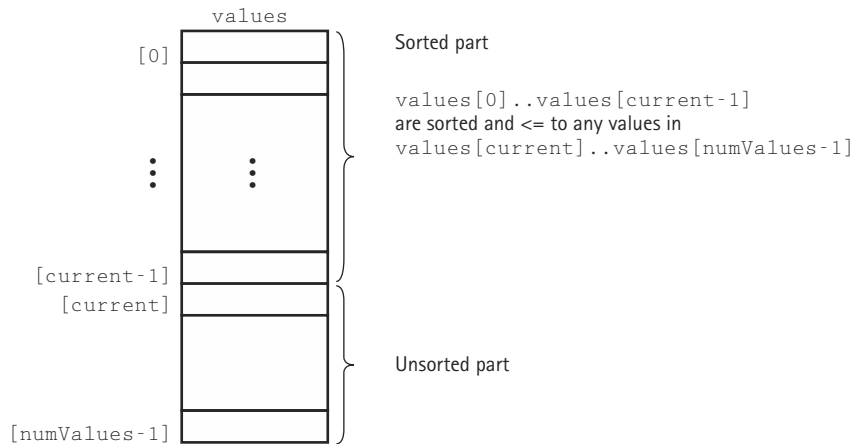 values
[0]
Sorted part
values[0]..values[current-1]
are sorted and <= to any values in
values[current]..values[numValues-1]
[current-1]
[current]
Unsorted part
[numValues-1]